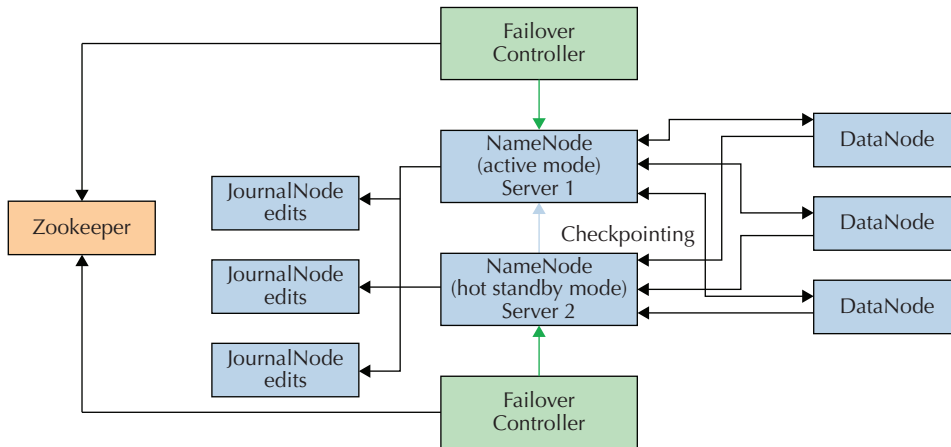 Failover
Controller
NameNode
(active mode)
Server 1
DataNode
JournalNode
edits
DataNode
Zookeeper
Checkpointing
JournalNode
edits
NameNode
(hot standby mode)
Server 2
DataNode
JournalNode
edits
Failover
Controller